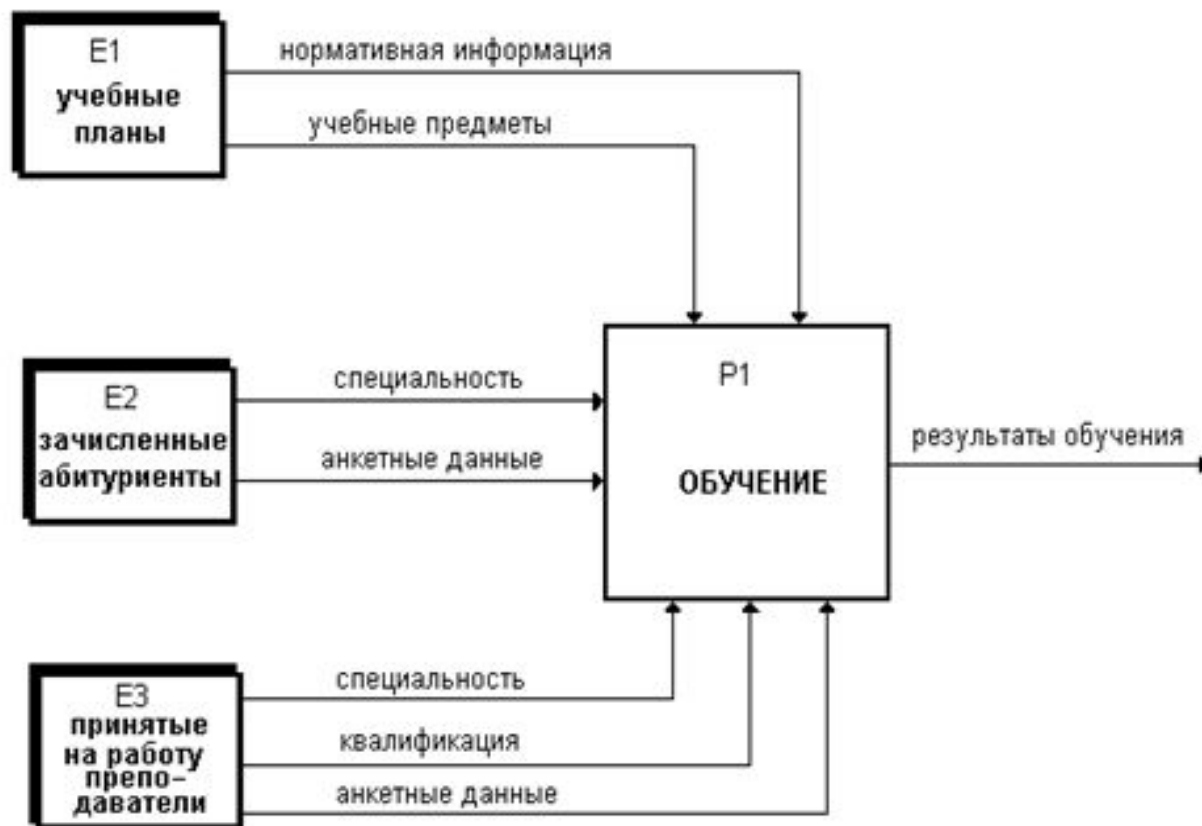 E1
учебные
планы
нормативная информация
учебные предметы
E2
зачисленные
абитуриенты
специальность
анкетные данные
P1
ОБУЧЕНИЕ
результаты обучения
E3
принятые
на работу
препо-
даватели
специальность
квалификация
анкетные данные